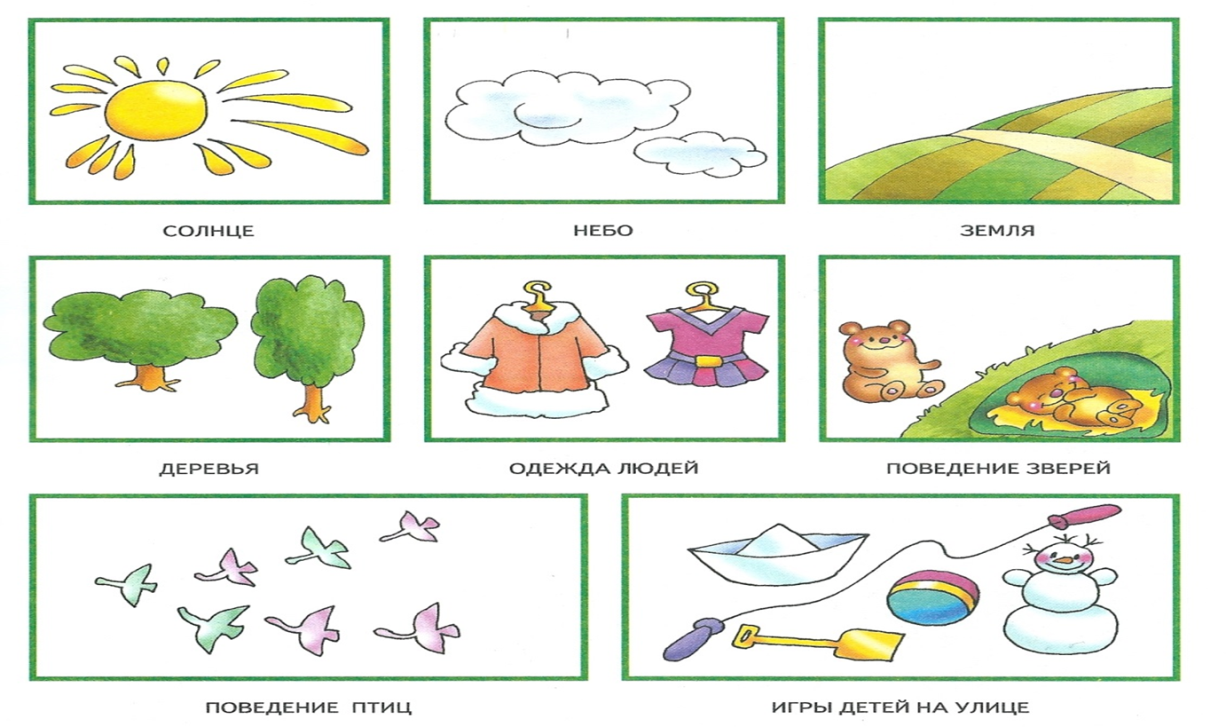 СОЛНЦЕ
НЕБО
ЗЕМЛЯ
ДЕРЕВЬЯ
ОДЕЖДА ЛЮДЕЙ
ПОВЕДЕНИЕ ЗВЕРЕЙ
ПОВЕДЕНИЕ ПТИЦ
ИГРЫ ДЕТЕЙ НА УЛИЦЕ